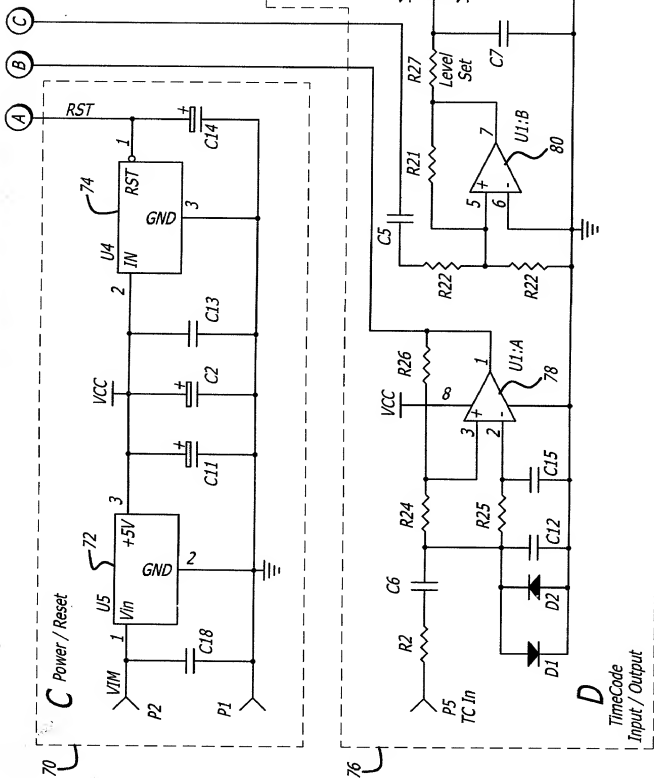 C
B
A
RST
1
RST
74
GND
3
U4
IN
2
C14
C13
VCC
C2
C11
3
+5V
72
GND
2
U5
Vin
1
C18
VIM
P2
P1
C Power / Reset
70
R27
Level
Set
C7
7
U1:B
80
R21
5
+
6
-
C5
R22
R22
R26
1
U1:A
78
VCC
8
3
+
2
-
R24
R25
C15
C12
C6
D2
R2
D1
P5
TC In
D
TimeCode
Input / Output
76